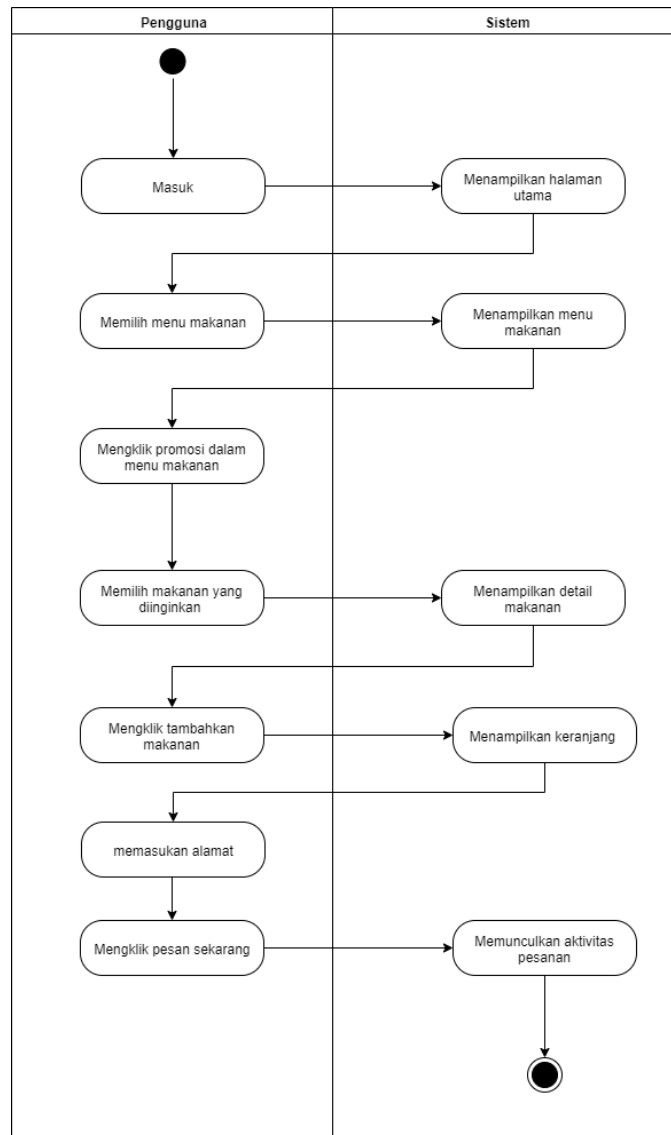 Pengguna
Sistem
Masuk
Menampilkan halaman
utama
Memilih menu makanan
Menampilkan menu
makanan
Mengklik promosi dalam
menu makanan
Memilih makanan yang
diinginkan
Menampilkan detail
makanan
Mengklik tambahkan
makanan
Menampilkan keranjang
memasukan alamat
Mengklik pesan sekarang
Memunculkan aktivitas
pesanan